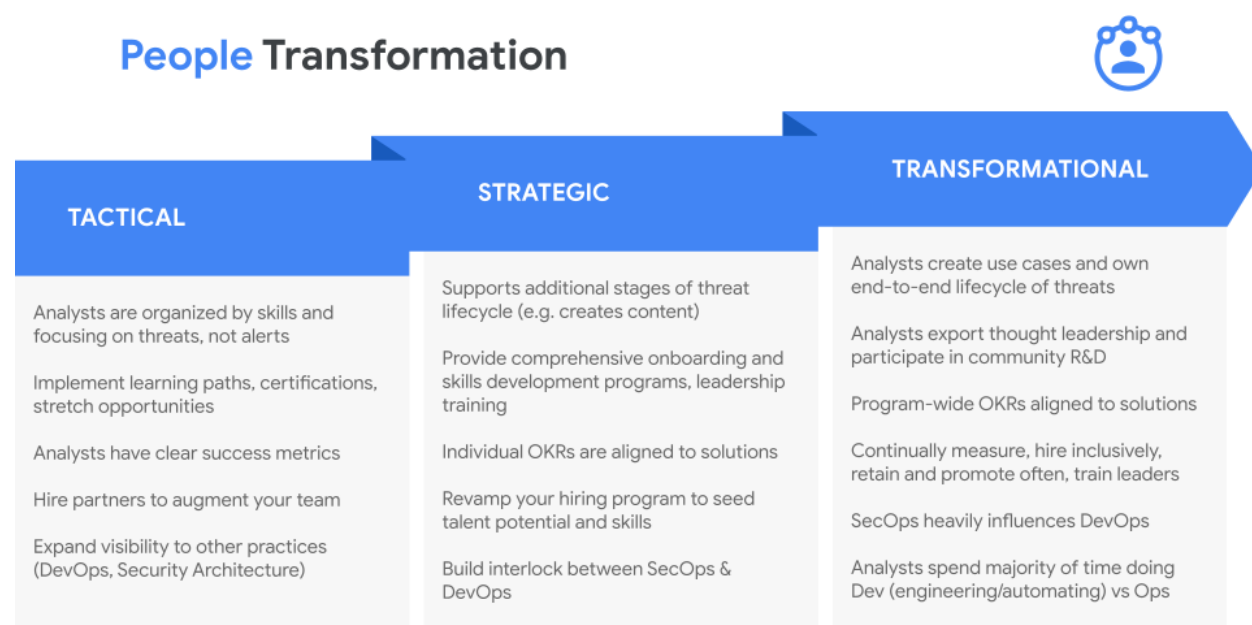 People Transformation
TACTICAL
Analysts are organized by skills and
focusing on threats, not alerts
Implement learning paths, certifications,
stretch opportunities
Analysts have clear success metrics
Hire partners to augment your team
Expand visibility to other practices
(DevOps, Security Architecture)
STRATEGIC
Supports additional stages of threat
lifecycle (e.g. creates content)
Provide comprehensive onboarding and
skills development programs, leadership
training
Individual OKRs are aligned to solutions
Revamp your hiring program to seed
talent potential and skills
Build interlock between SecOps &
DevOps
TRANSFORMATIONAL
Analysts create use cases and own
end-to-end lifecycle of threats
Analysts export thought leadership and
participate in community R&D
Program-wide OKRs aligned to solutions
Continually measure, hire inclusively,
retain and promote often, train leaders
SecOps heavily influences DevOps
Analysts spend majority of time doing
Dev (engineering/automating) vs Ops